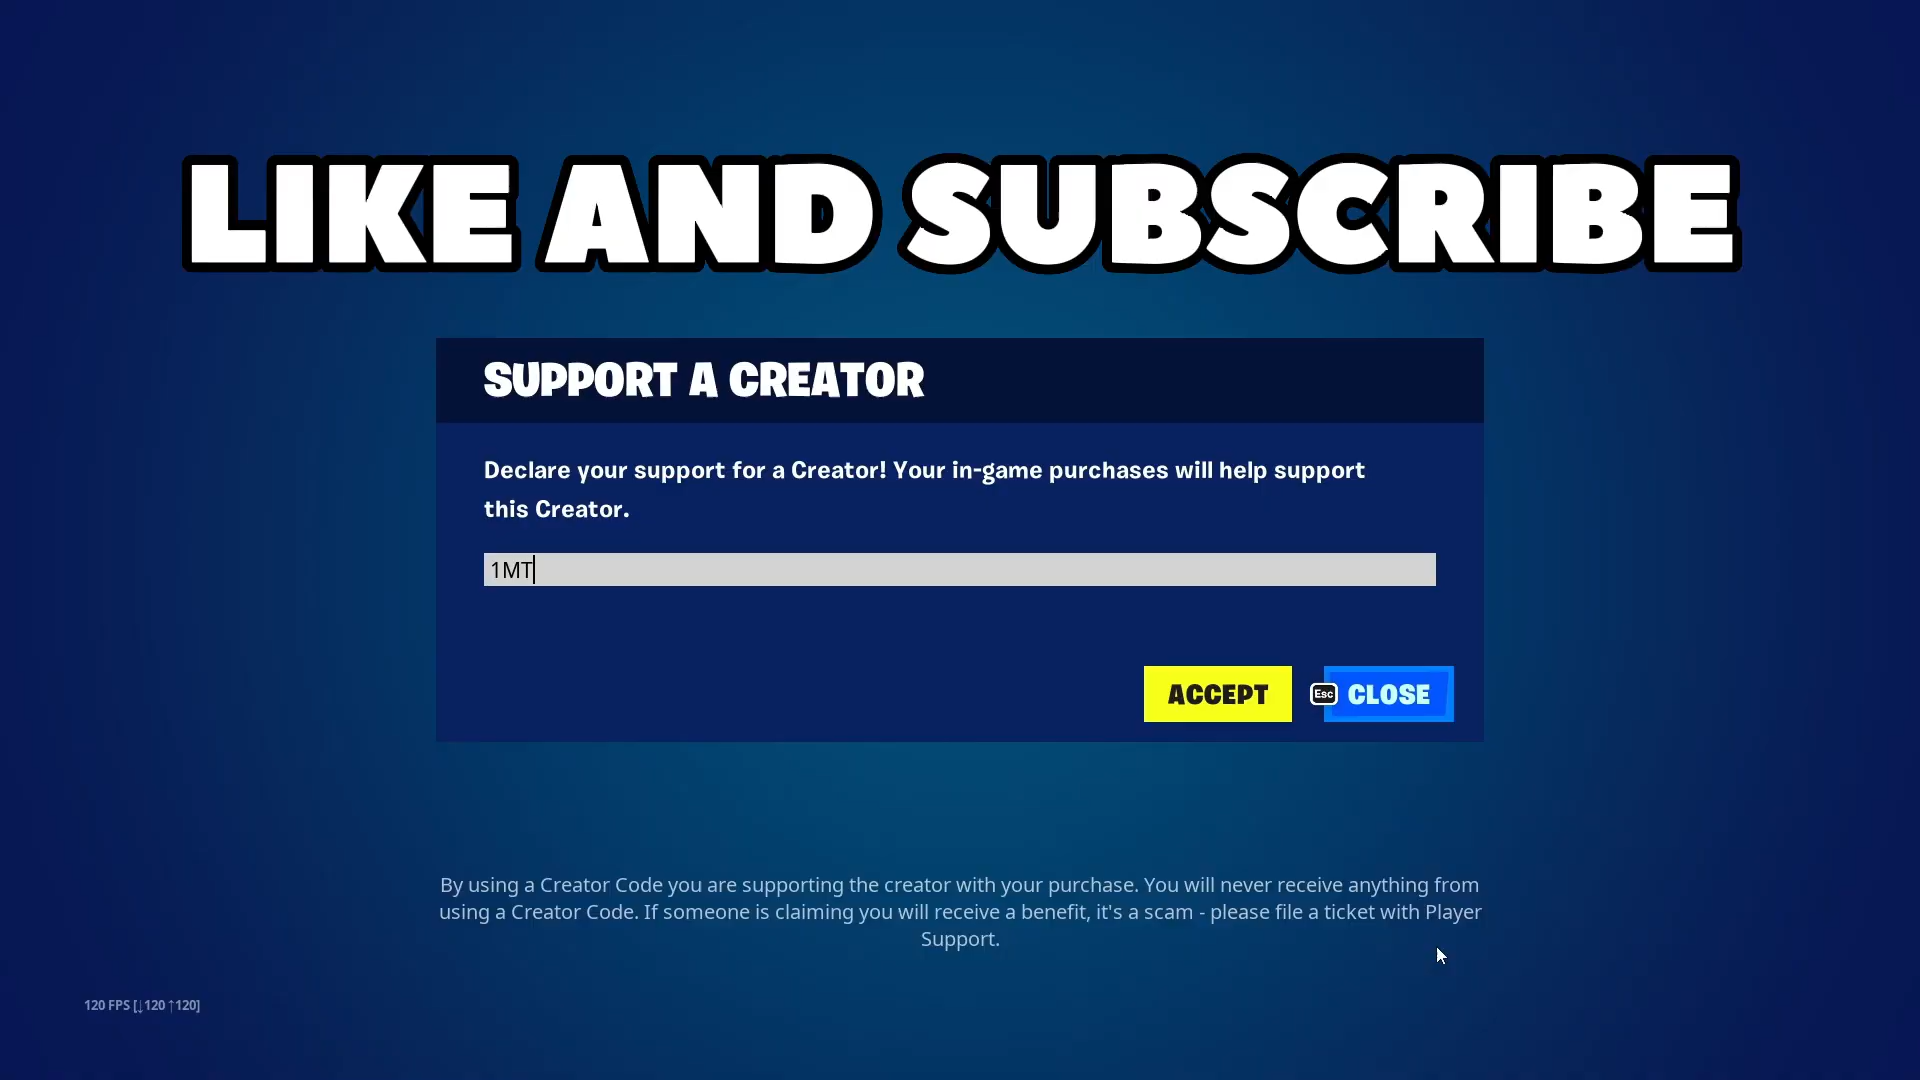 LIKE AND SUBSCRIBE
SUPPORT A CREATOR
Declare your support for a Creator! Your in-game purchases will help support
this Creator.
1MT
ACCEPT
Esc CLOSE
By using a Creator Code you are supporting the creator with your purchase. You will never receive anything from
using a Creator Code. If someone is claiming you will receive a benefit, it's a scam - please file a ticket with Player
Support.
120 FPS [↓120 ↑120]